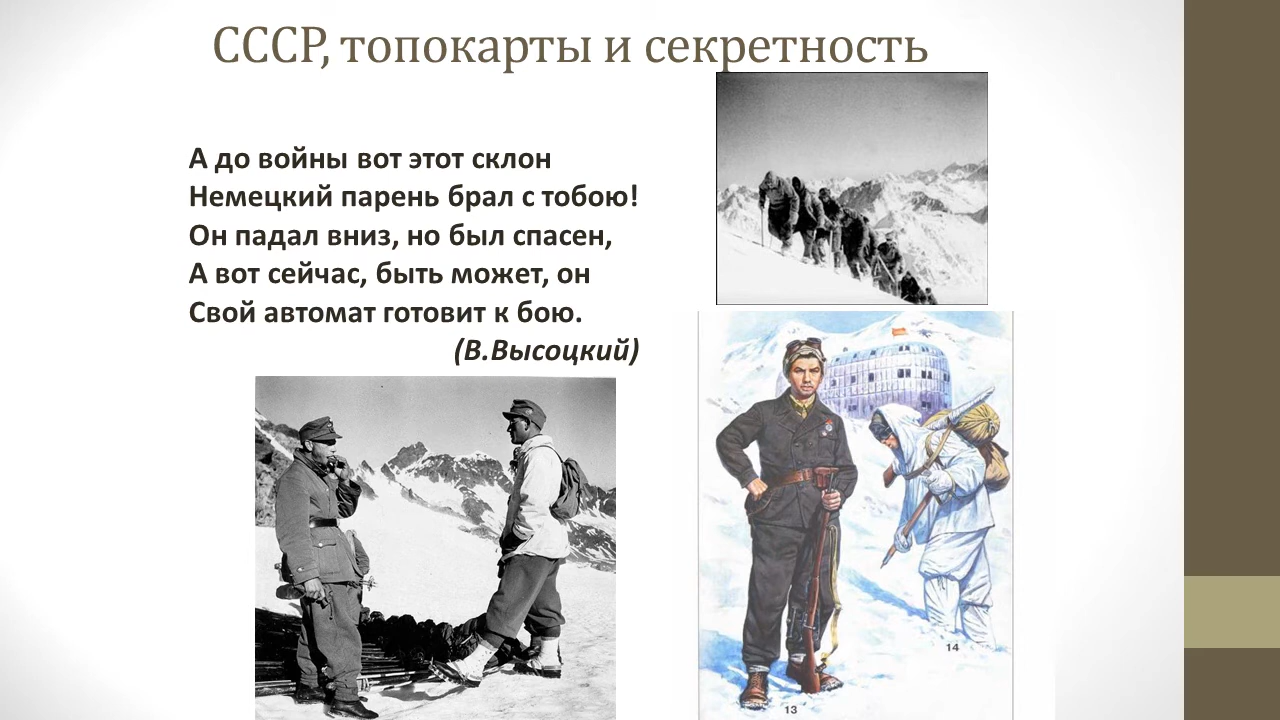 СССР, топокарты и секретность
А до войны вот этот склон
Немецкий парень брал с тобою!
Он падал вниз, но был спасен,
А вот сейчас, быть может, он
Свой автомат готовит к бою.
(В.Высоцкий)
14
13